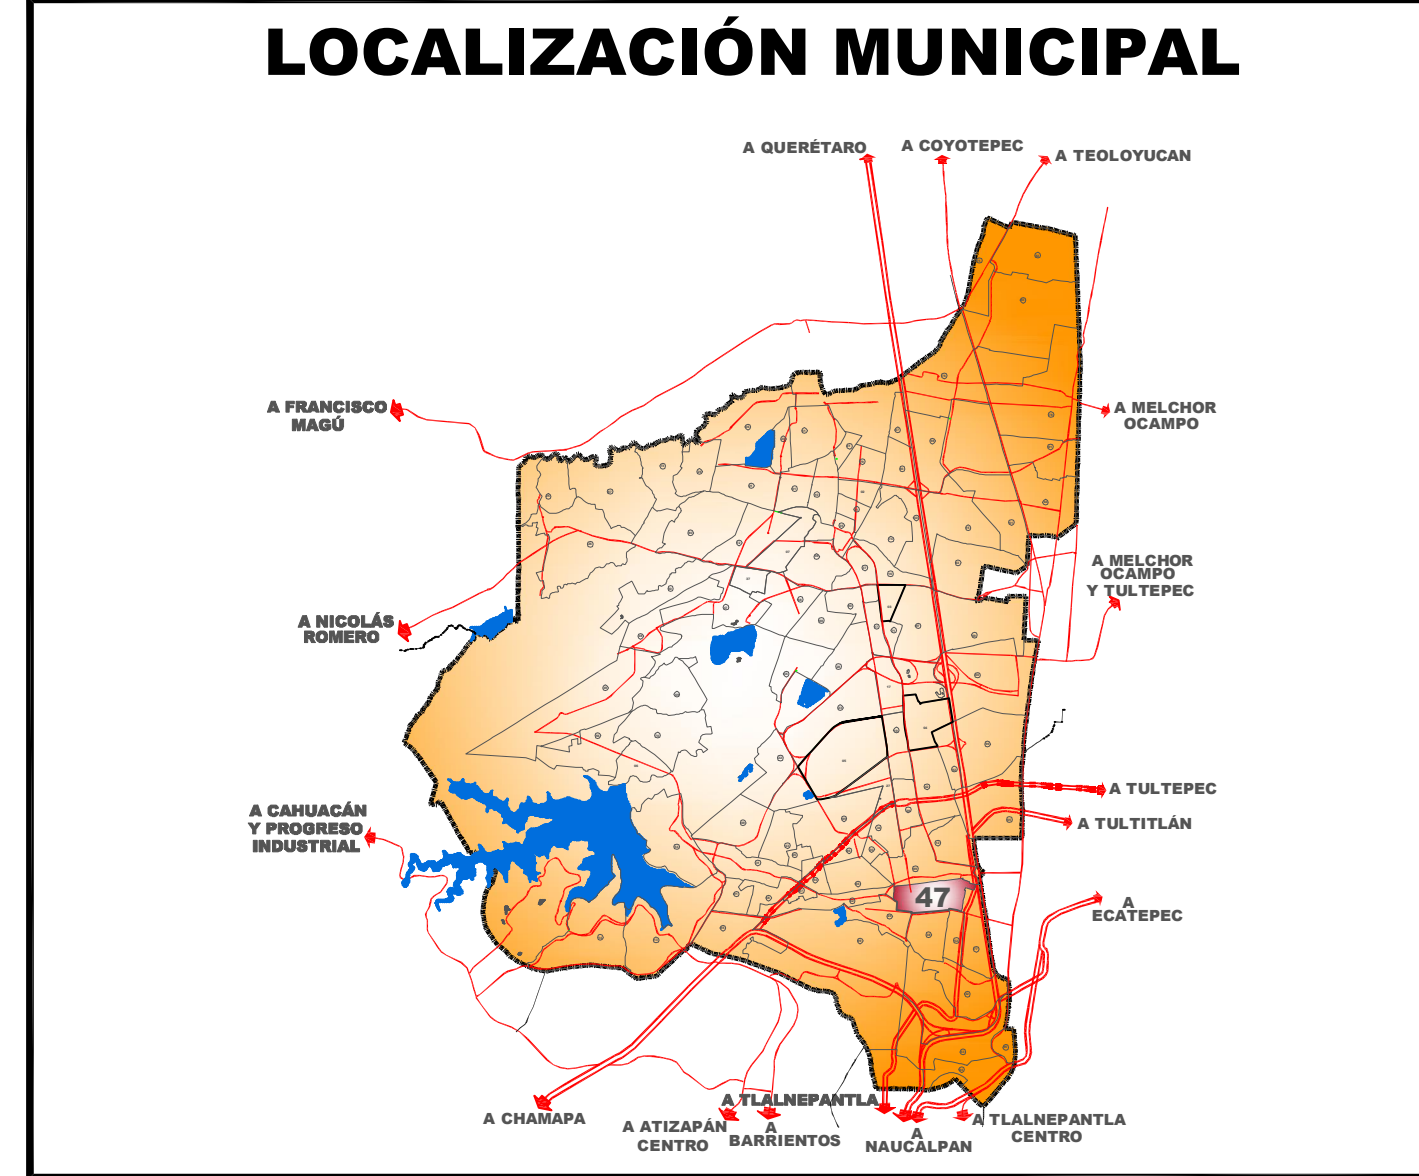 LOCALIZACIÓN MUNICIPAL
A QUERÉTARO
A COYOTEPEC
A TEOLOYUCAN
A FRANCISCO
MAGÚ
A MELCHOR
OCAMPO
A MELCHOR
OCAMPO
Y TULTEPEC
A NICOLÁS
ROMERO
A TULTEPEC
A CAHUACÁN
Y PROGRESO
INDUSTRIAL
A TULTITLÁN
47
A
ECATEPEC
A CHAMAPA
A ATIZAPÁN
CENTRO
A TLALNEPANTLA
A
BARRIENTOS
A
NAUCALPAN
A TLALNEPANTLA
CENTRO